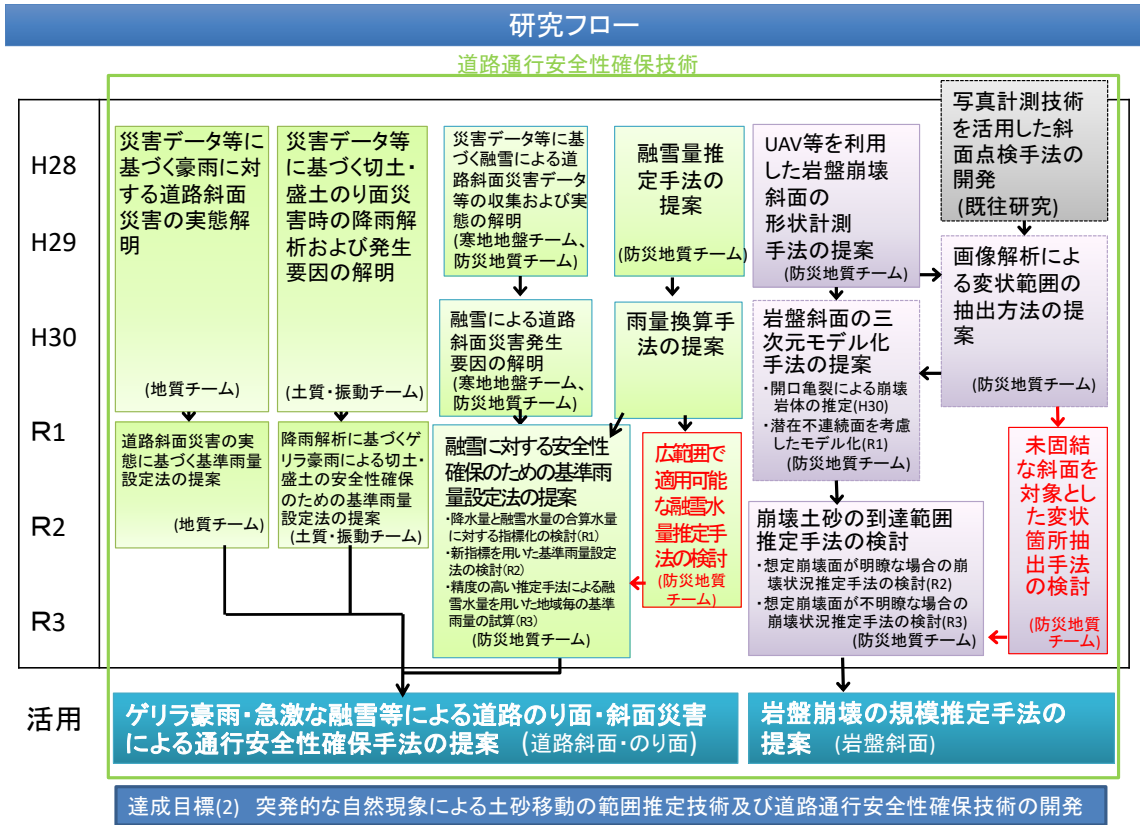 研究フロー
道路通行安全性確保技術
H28
H29
H30
R1
R2
R3
活用
災害データ等に
基づく豪雨に対
する道路斜面
災害の実態解
明
(地質チーム)
道路斜面災害の実
態に基づく基準雨量
設定法の提案
(地質チーム)
災害データ等
に基づく切土・
盛土のり面災
害時の降雨解
析および発生
要因の解明
(土質・振動チーム)
降雨解析に基づくゲ
リラ豪雨による切土・
盛土の安全性確保
のための基準雨量
設定法の提案
(土質・振動チーム)
災害データ等に基
づく融雪による道
路斜面災害データ
等の収集および実
態の解明
(寒地地盤チーム、
防災地質チーム)
融雪による道路
斜面災害発生
要因の解明
(寒地地盤チーム、
防災地質チーム)
融雪量推
定手法の
提案
(防災地質チーム)
雨量換算手
法の提案
融雪に対する安全性
確保のための基準雨
量設定法の提案
・降水量と融雪水量の合算水量
に対する指標化の検討(R1)
・新指標を用いた基準雨量設定
法の検討(R2)
・精度の高い推定手法による融
雪水量を用いた地域毎の基準
雨量の試算(R3)
(防災地質チーム)
広範囲で
適用可能
な融雪水
量推定手
法の検討
(防災地質
チーム)
UAV等を利用
した岩盤崩壊
斜面の
形状計測
手法の提案
(防災地質チーム)
岩盤斜面の三
次元モデル化
手法の提案
・開口亀裂による崩壊
岩体の推定(H30)
・潜在不連続面を考慮
したモデル化(R1)
(防災地質チーム)
崩壊土砂の到達範囲
推定手法の検討
・想定崩壊面が明瞭な場合の崩
壊状況推定手法の検討(R2)
・想定崩壊面が不明瞭な場合の
崩壊状況推定手法の検討(R3)
(防災地質チーム)
写真計測技術
を活用した斜
面点検手法の
開発
(既往研究)
画像解析によ
る変状範囲の
抽出方法の提
案
(防災地質チーム)
未固結
な斜面を
対象とし
た変状
箇所抽
出手法
の検討
(防災地質
チーム)
ゲリラ豪雨・急激な融雪等による道路のり面・斜面災害
による通行安全性確保手法の提案 (道路斜面・のり面)
岩盤崩壊の規模推定手法の
提案 (岩盤斜面)
達成目標(2) 突発的な自然現象による土砂移動の範囲推定技術及び道路通行安全性確保技術の開発